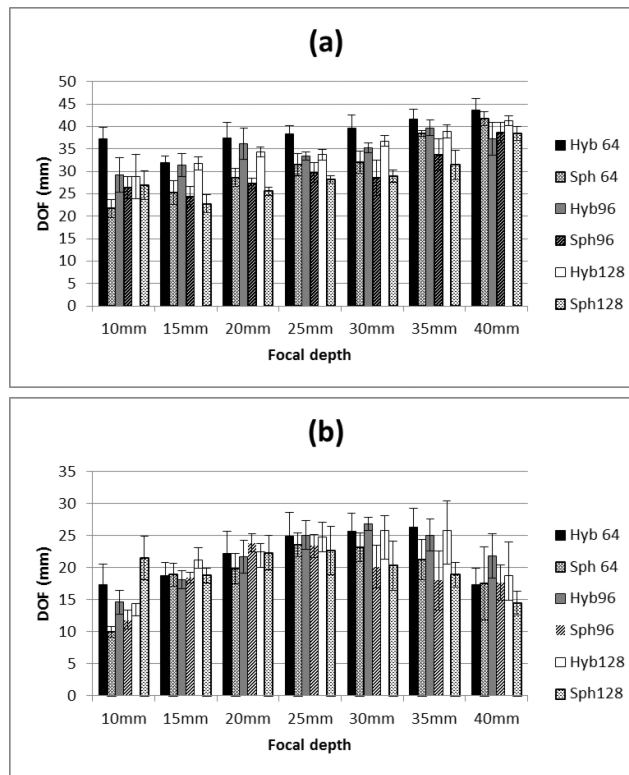 (a)
50
45
40
35
30
25
20
15
10
5
0
DOF (mm)
10mm 15mm 20mm 25mm 30mm 35mm 40mm
Focal depth
Hyb 64
Sph 64
Hyb96
Sph96
Hyb128
Sph128
(b)
35
30
25
20
15
10
5
0
DOF (mm)
10mm 15mm 20mm 25mm 30mm 35mm 40mm
Focal depth
Hyb 64
Sph 64
Hyb96
Sph96
Hyb128
Sph128